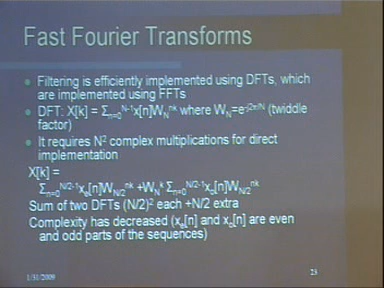 Fast Fourier Transforms
Filtering is efficiently implemented using DFTs, which
are implemented using FFTs
DFT: X[k] = Σn=0N-1x[n]WNnk where WN=e-j2π/N (twiddle
factor)
It requires N2 complex multiplications for direct
implementation
X[k] =
Σn=0N/2-1xe[n]WN/2nk +WNk Σn=0N/2-1xo[n]WN/2nk
Sum of two DFTs (N/2)2 each +N/2 extra
Complexity has decreased (xe[n] and xo[n] are even
and odd parts of the sequences)
1/31/2009
23